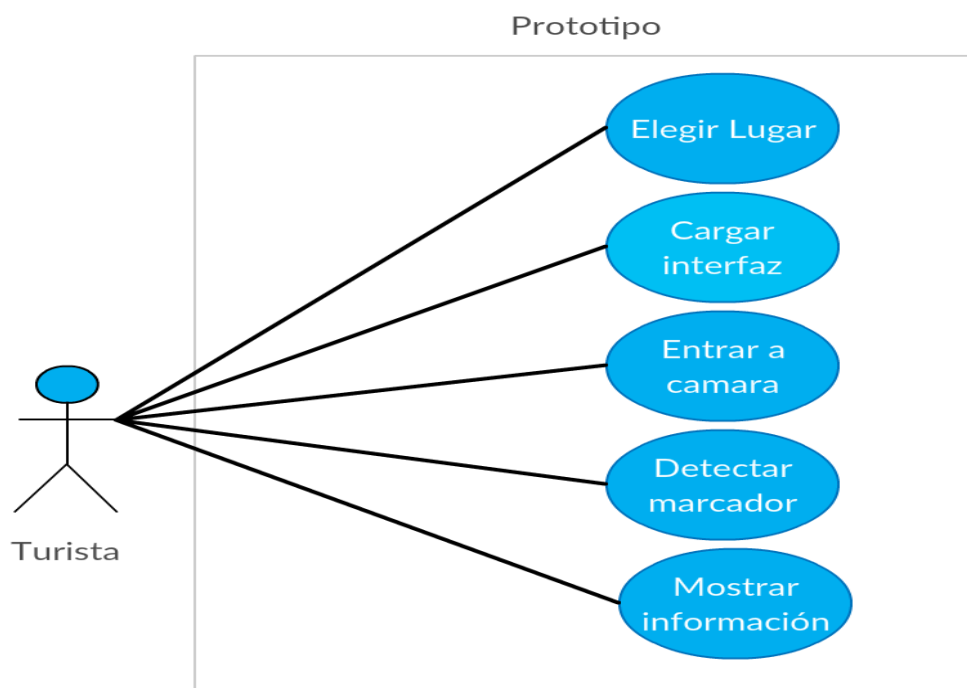 Prototipo
Elegir Lugar
Cargar
interfaz
Entrar a
camara
Detectar
marcador
Turista
Mostrar
información